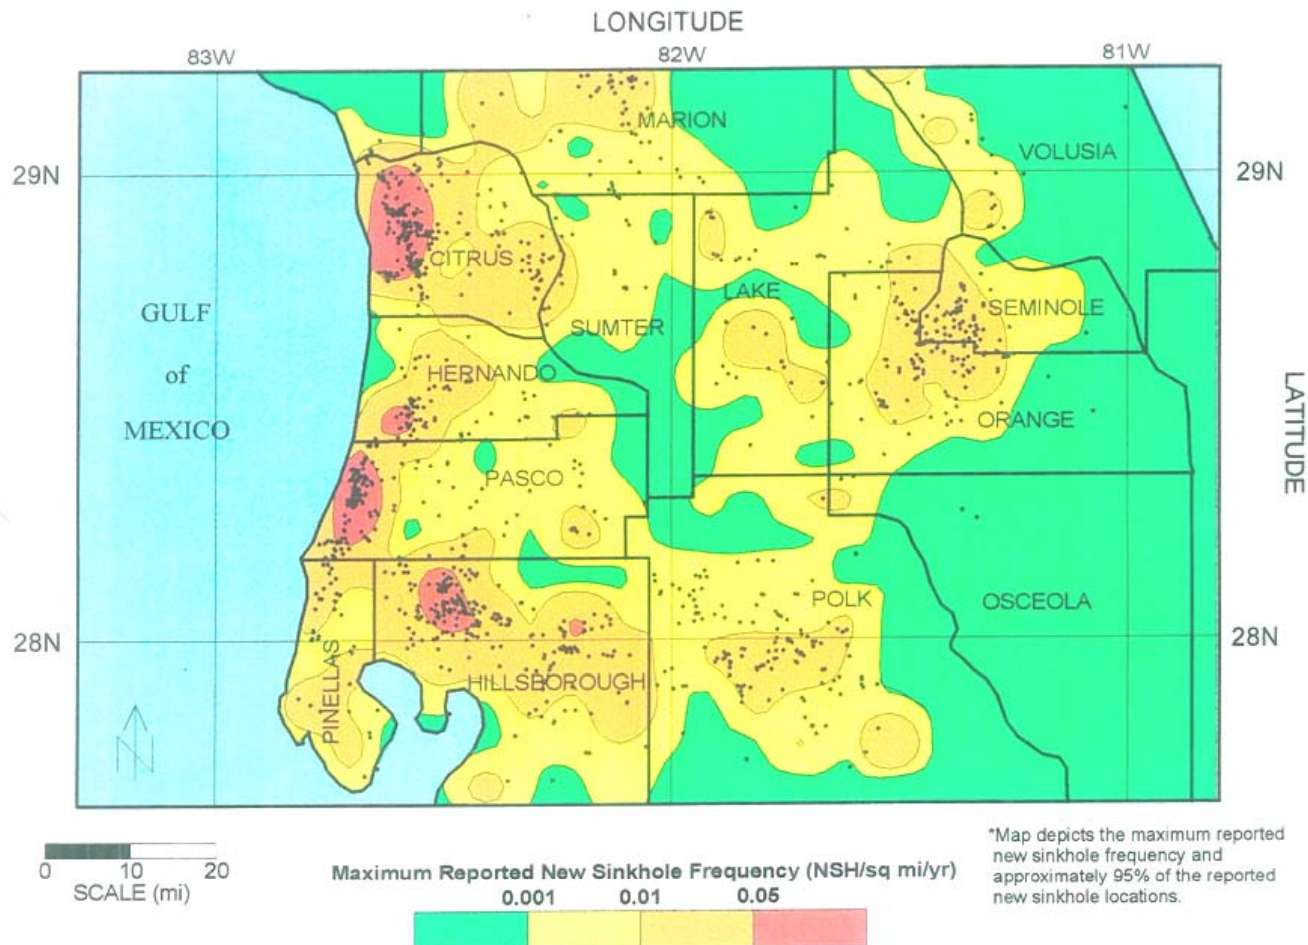 LONGITUDE
83W
82W
81W
MARION
VOLUSIA
29N
29N
CITRUS
LAKE
SEMINOLE
GULF
of
MEXICO
SUMTER
HERNANDO
ORANGE
LATITUDE
PASCO
POLK
OSCEOLA
28N
28N
PINELLAS
HILLSBOROUGH
N
0 10 20
SCALE (mi)
Maximum Reported New Sinkhole Frequency (NSH/sq mi/yr)
0.001 0.01 0.05
*Map depicts the maximum reported
new sinkhole frequency and
approximately 95% of the reported
new sinkhole locations.